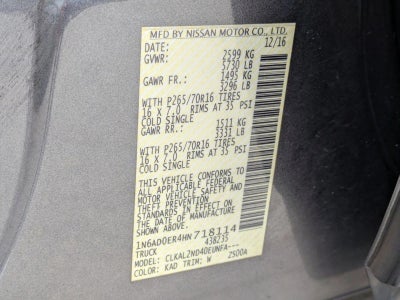 MFD BY NISSAN MOTOR CO., LTD.
DATE: 12/16
GVWR: 2599 KG
5730 LB
GAWR FR.: 1495 KG
3296 LB
WITH P265/70R16 TIRES
16 X 7.0 RIMS AT 35 PSI
COLD SINGLE
GAWR RR.: 1511 KG
3331 LB
WITH P265/70R16 TIRES
16 X 7.0 RIMS AT 35 PSI
COLD SINGLE
THIS VEHICLE CONFORMS TO
ALL APPLICABLE FEDERAL
MOTOR VEHICLE SAFETY AND
THEFT PREVENTION
STANDARDS IN EFFECT ON
THE DATE OF MANUFACTURE
SHOWN ABOVE.
1N6AD0ER4HN718114
TRUCK 438235
MODEL: CLKAL2ND40EUNFA---
COLOR: KAD TRIM: W 2500A